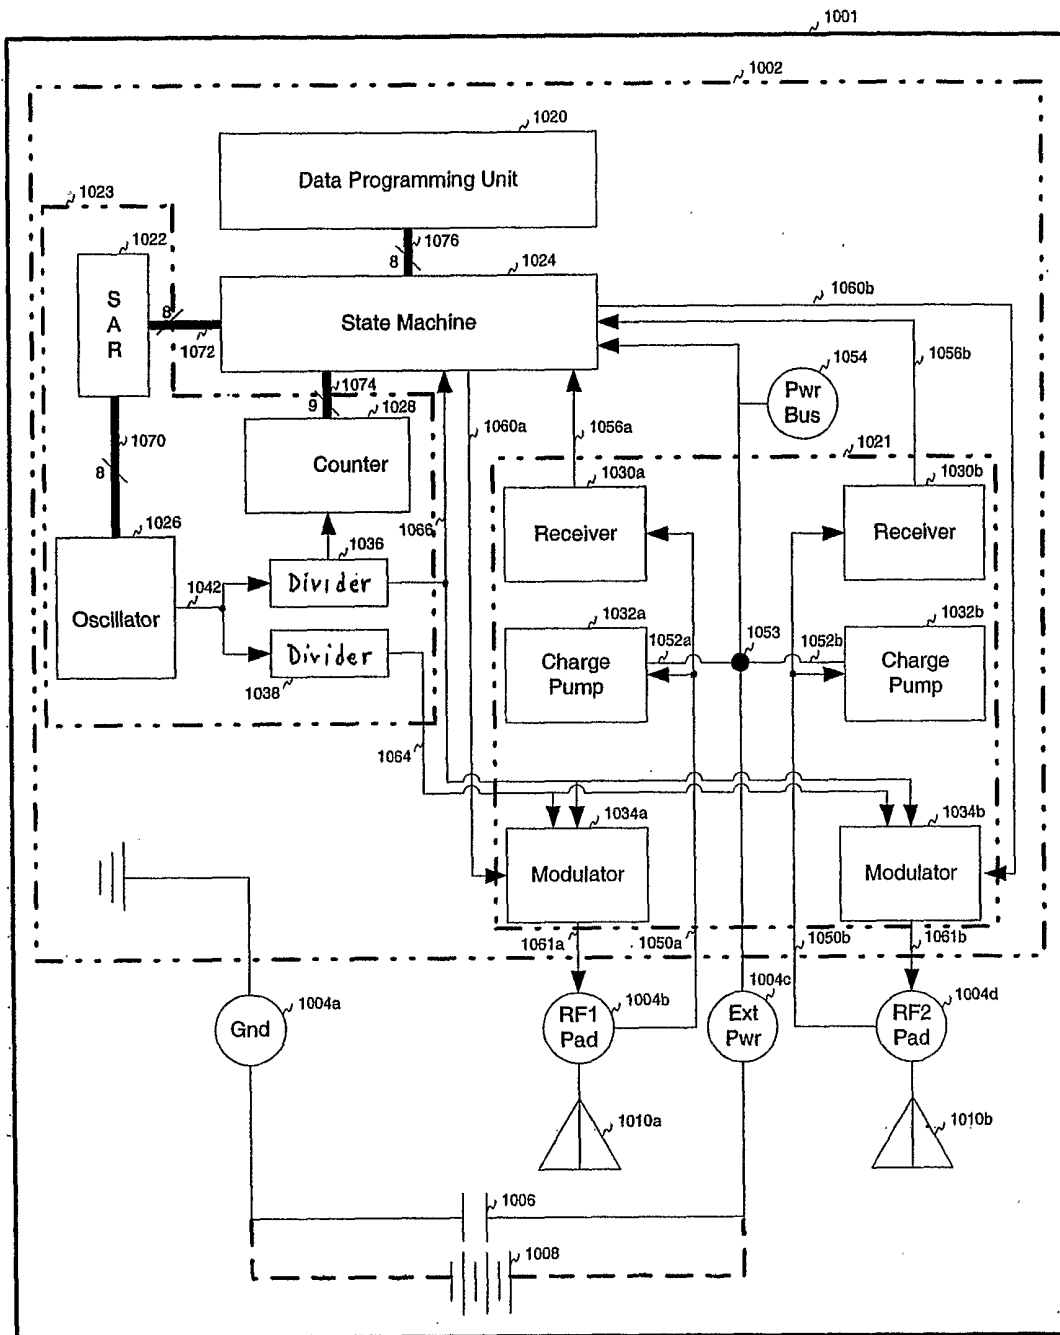 1001
1002
1020
Data Programming Unit
1023
1022
1076
8
1024
1060b
SAR
8
1072
State Machine
1054
1056b
Pwr
Bus
1074
9
1028
1060a
1056a
1021
1070
8
Counter
1030a
1030b
1066
Receiver
Receiver
1026
1036
Oscillator
1042
Divider
1032a
1052a
1053
1052b
1032b
Divider
1038
Charge
Pump
Charge
Pump
1064
1034a
1034b
Modulator
Modulator
1061a
1050a
1050b
1061b
1004a
Gnd
1004b
RF1
Pad
1004c
Ext
Pwr
1004d
RF2
Pad
1010a
1010b
1006
1008